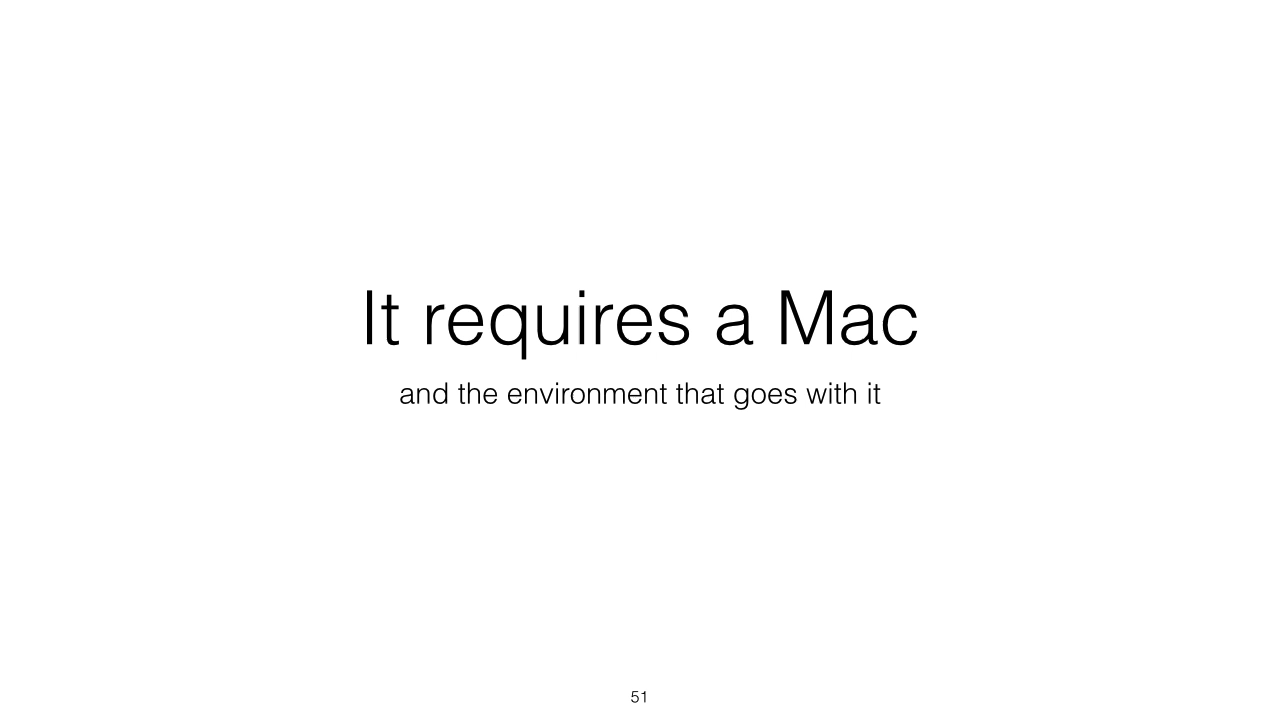 It requires a Mac
and the environment that goes with it
51